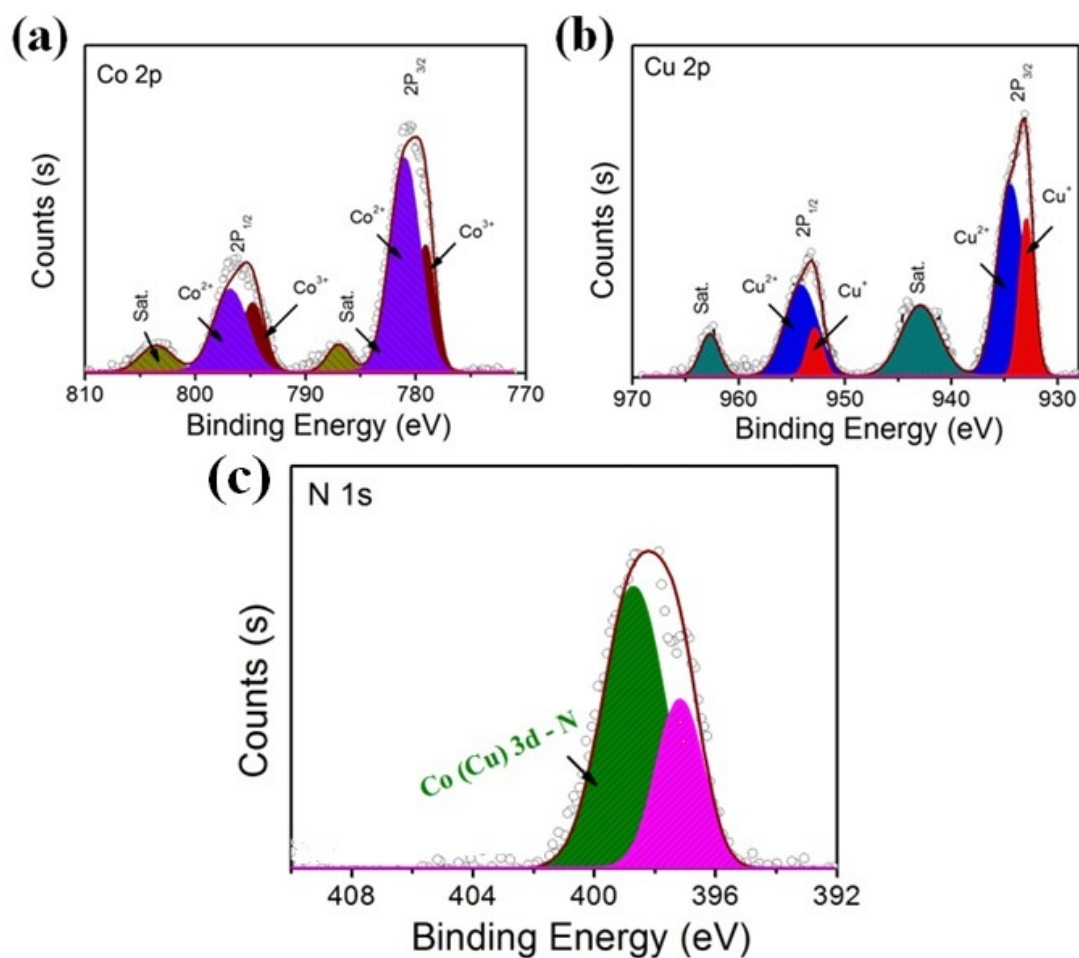 (a)
Co 2p
2P3/2
2P1/2
Co2+
Co3+
Sat.
Co2+
Co3+
Sat.
Counts (s)
810 800 790 780 770
Binding Energy (eV)
(b)
Cu 2p
2P3/2
2P1/2
Cu+
Cu2+
Sat.
Cu2+
Cu+
Sat.
Counts (s)
970 960 950 940 930
Binding Energy (eV)
(c)
N 1s
Co (Cu) 3d - N
Counts (s)
408 404 400 396 392
Binding Energy (eV)